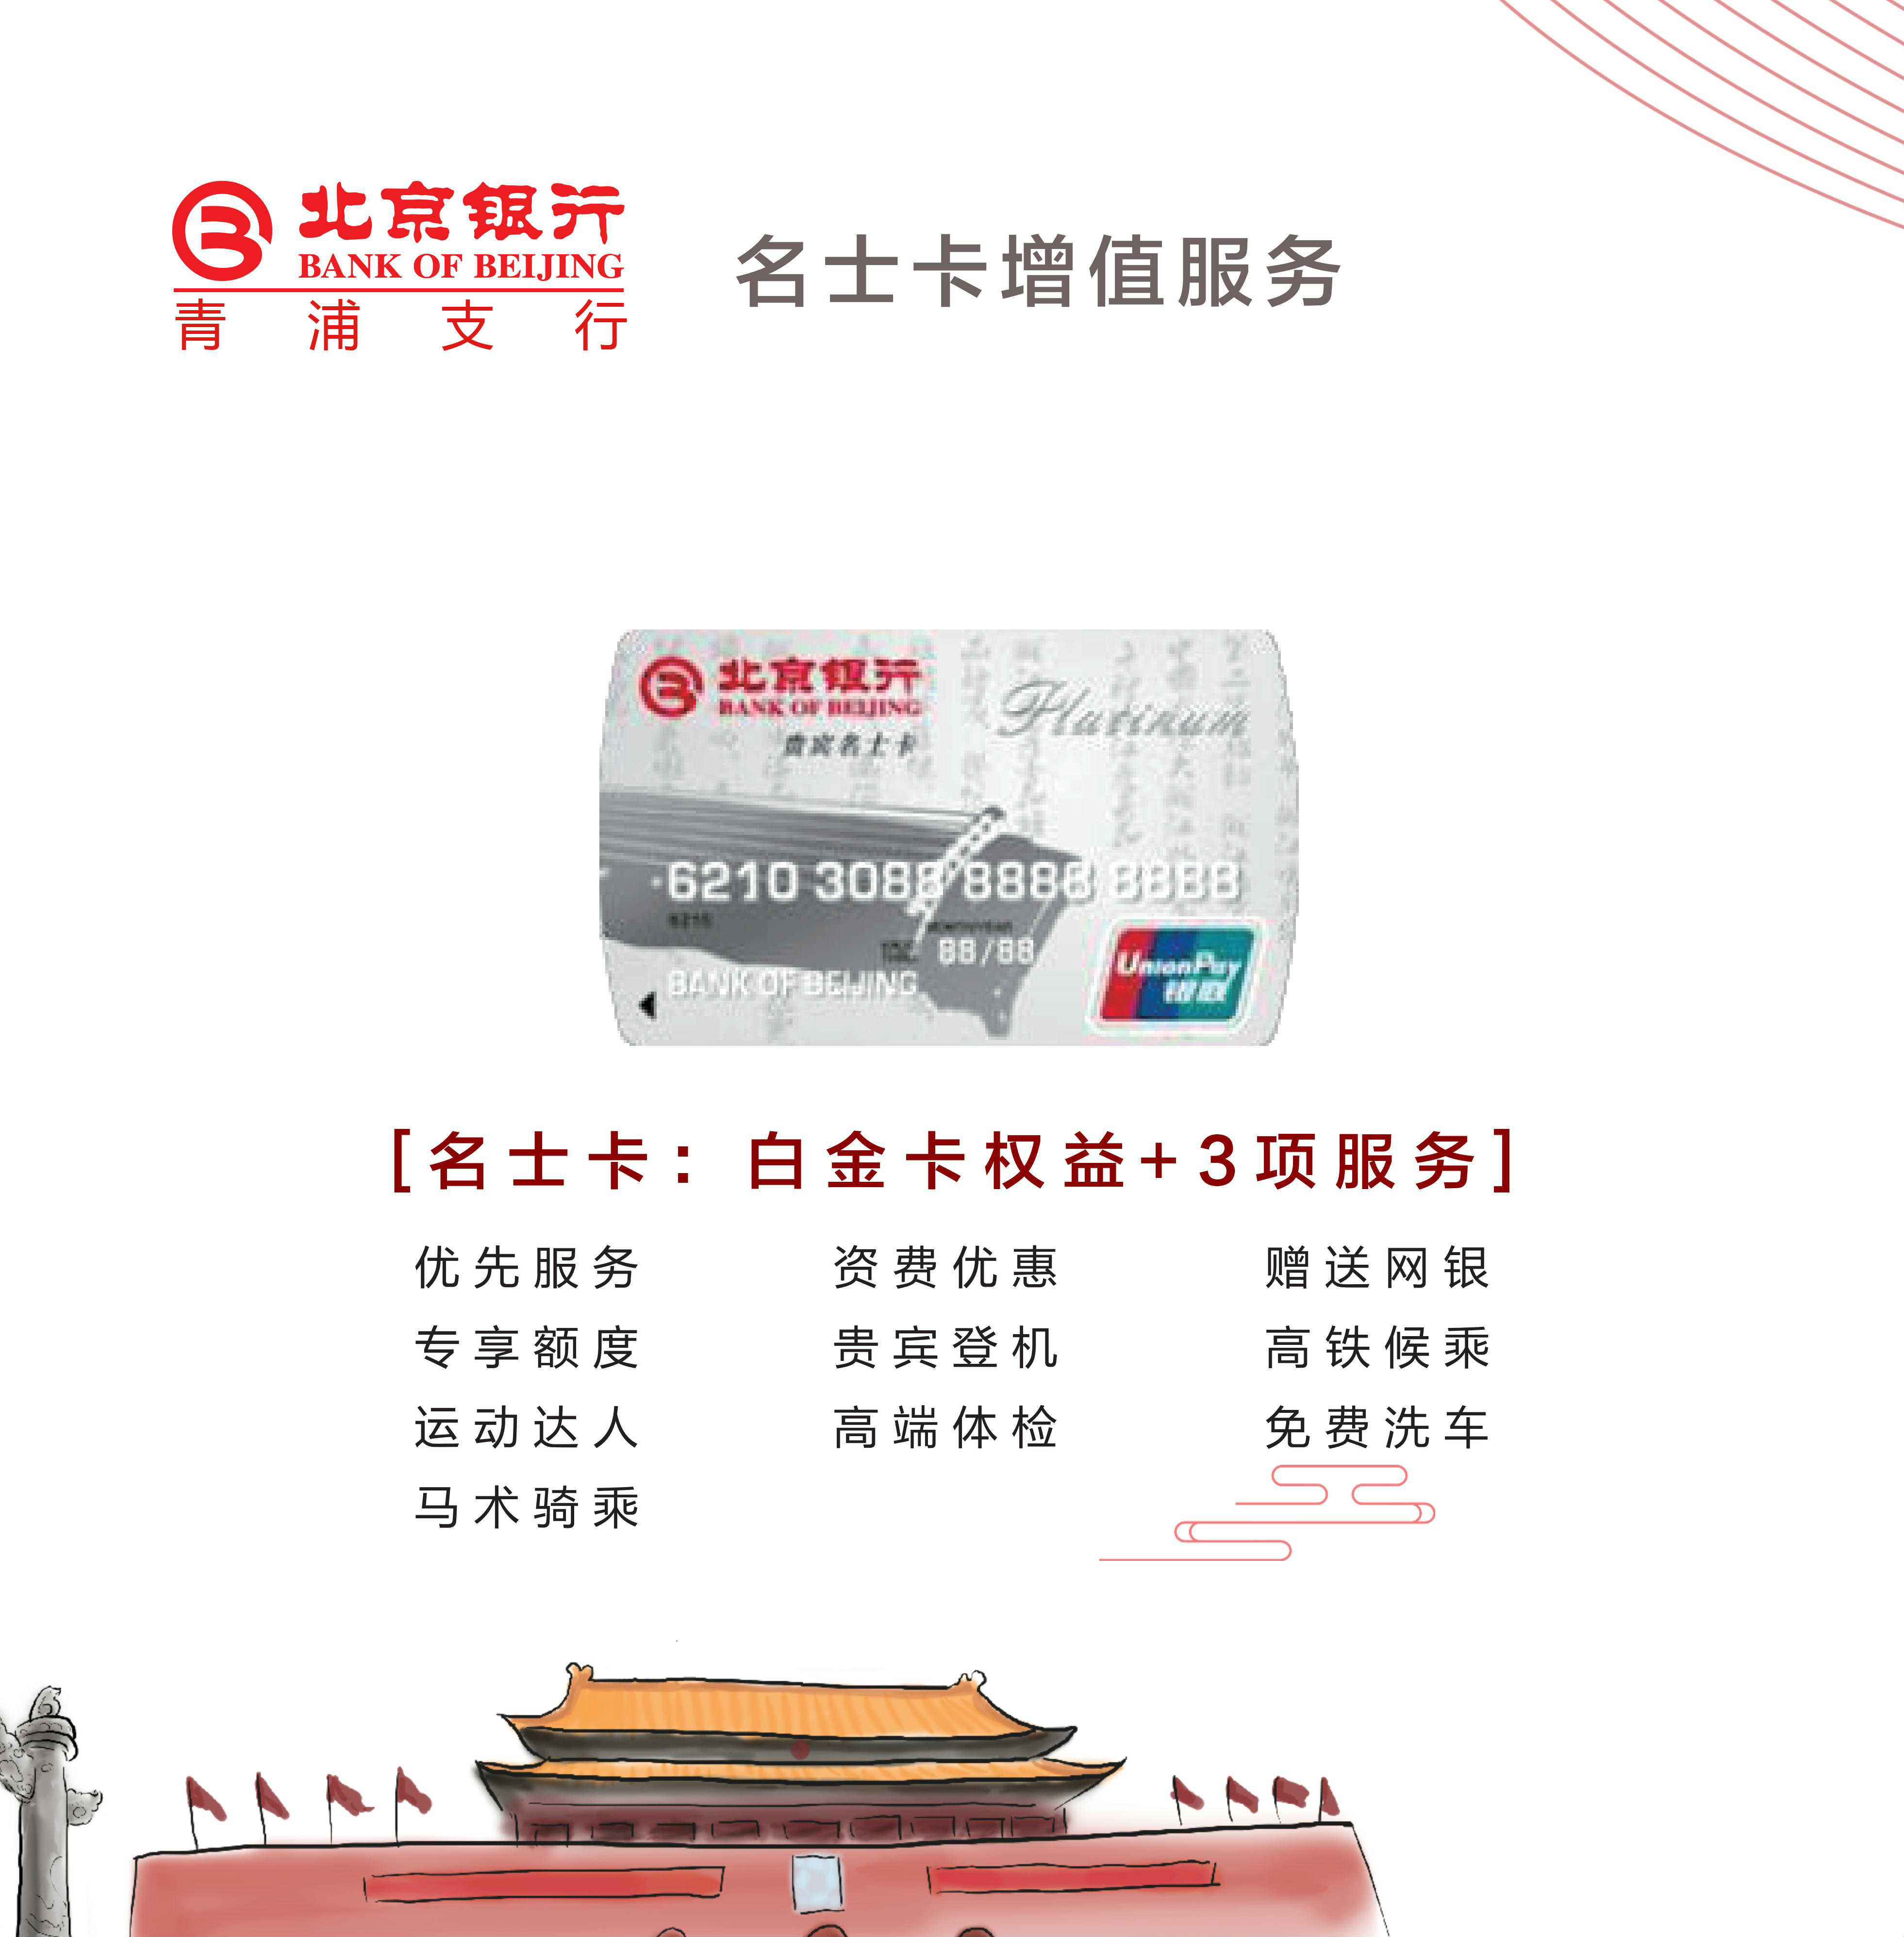 北京银行
BANK OF BEIJING
青浦支行
名士卡增值服务
北京银行
BANK OF BEIJING
贵宾名士卡
Platinum
6210 3088 8888 8888
88/88
BANK OF BEIJING
UnionPay
银联
[名士卡：白金卡权益+3项服务]
优先服务 资费优惠 赠送网银
专享额度 贵宾登机 高铁候乘
运动达人 高端体检 免费洗车
马术骑乘